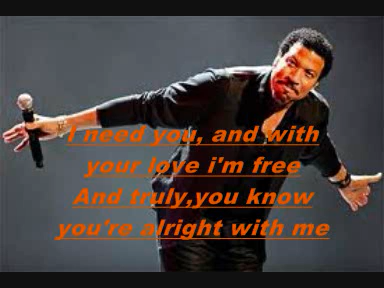 I need you, and with
your love i'm free
And truly,you know
you're alright with me